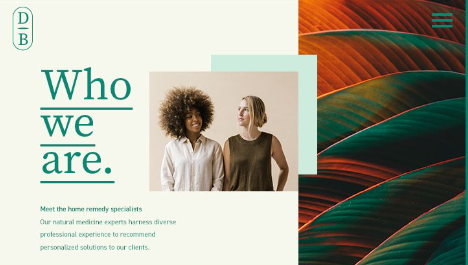 D
B
Who
we
are.
Meet the home remedy specialists
Our natural medicine experts harness diverse
professional experience to recommend
personalized solutions to our clients.